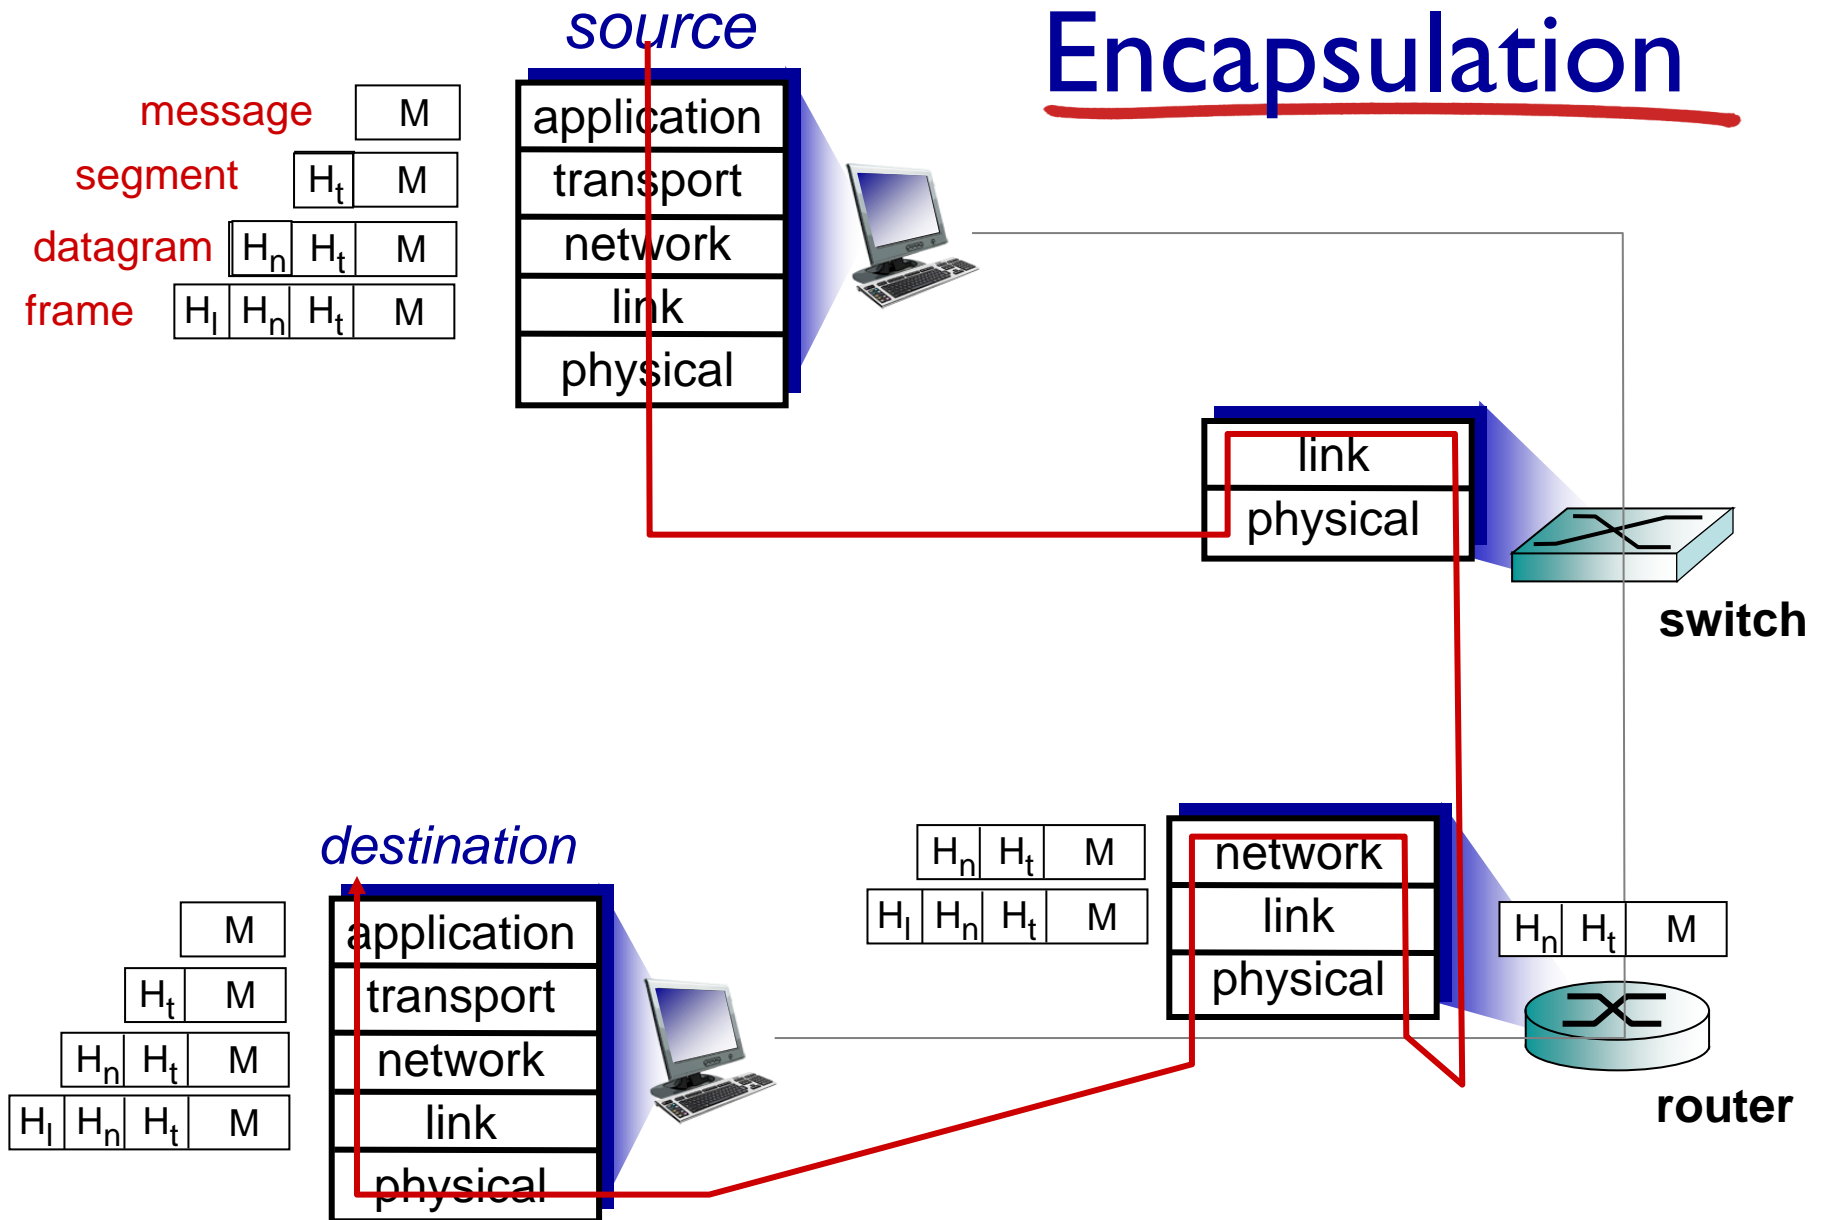 Encapsulation
source
message M
segment Ht M
datagram Hn Ht M
frame Hl Hn Ht M
application
transport
network
link
physical
link
physical
switch
Hn Ht M
Hl Hn Ht M
network
link
physical
Hn Ht M
router
destination
M
Ht M
Hn Ht M
Hl Hn Ht M
application
transport
network
link
physical